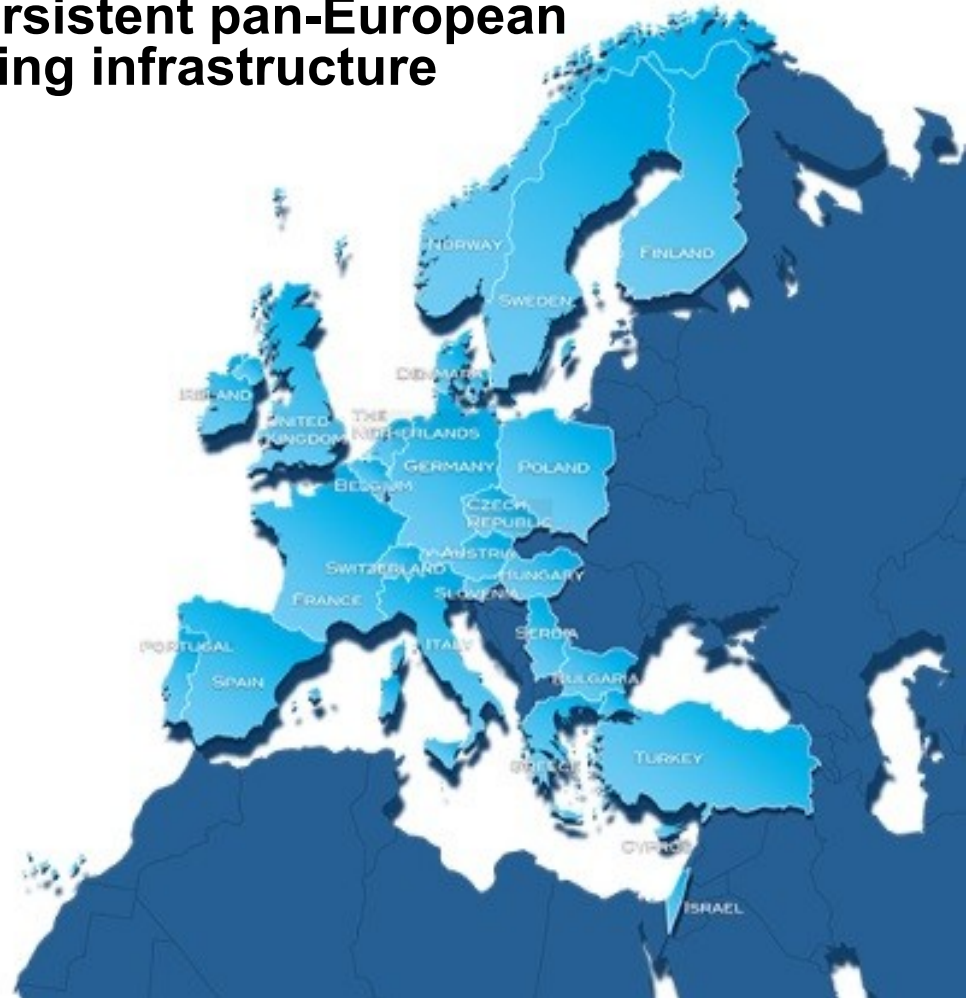 rsistent pan-European
ing infrastructure
NORWAY
FINLAND
SWEDEN
DENMARK
IRELAND
UNITED
KINGDOM
THE
NETHERLANDS
GERMANY
POLAND
BELGIUM
CZECH
REPUBLIC
AUSTRIA
SWITZERLAND
HUNGARY
SLOVENIA
FRANCE
SERBIA
ITALY
PORTUGAL
SPAIN
BULGARIA
TURKEY
GREECE
CYPRUS
ISRAEL